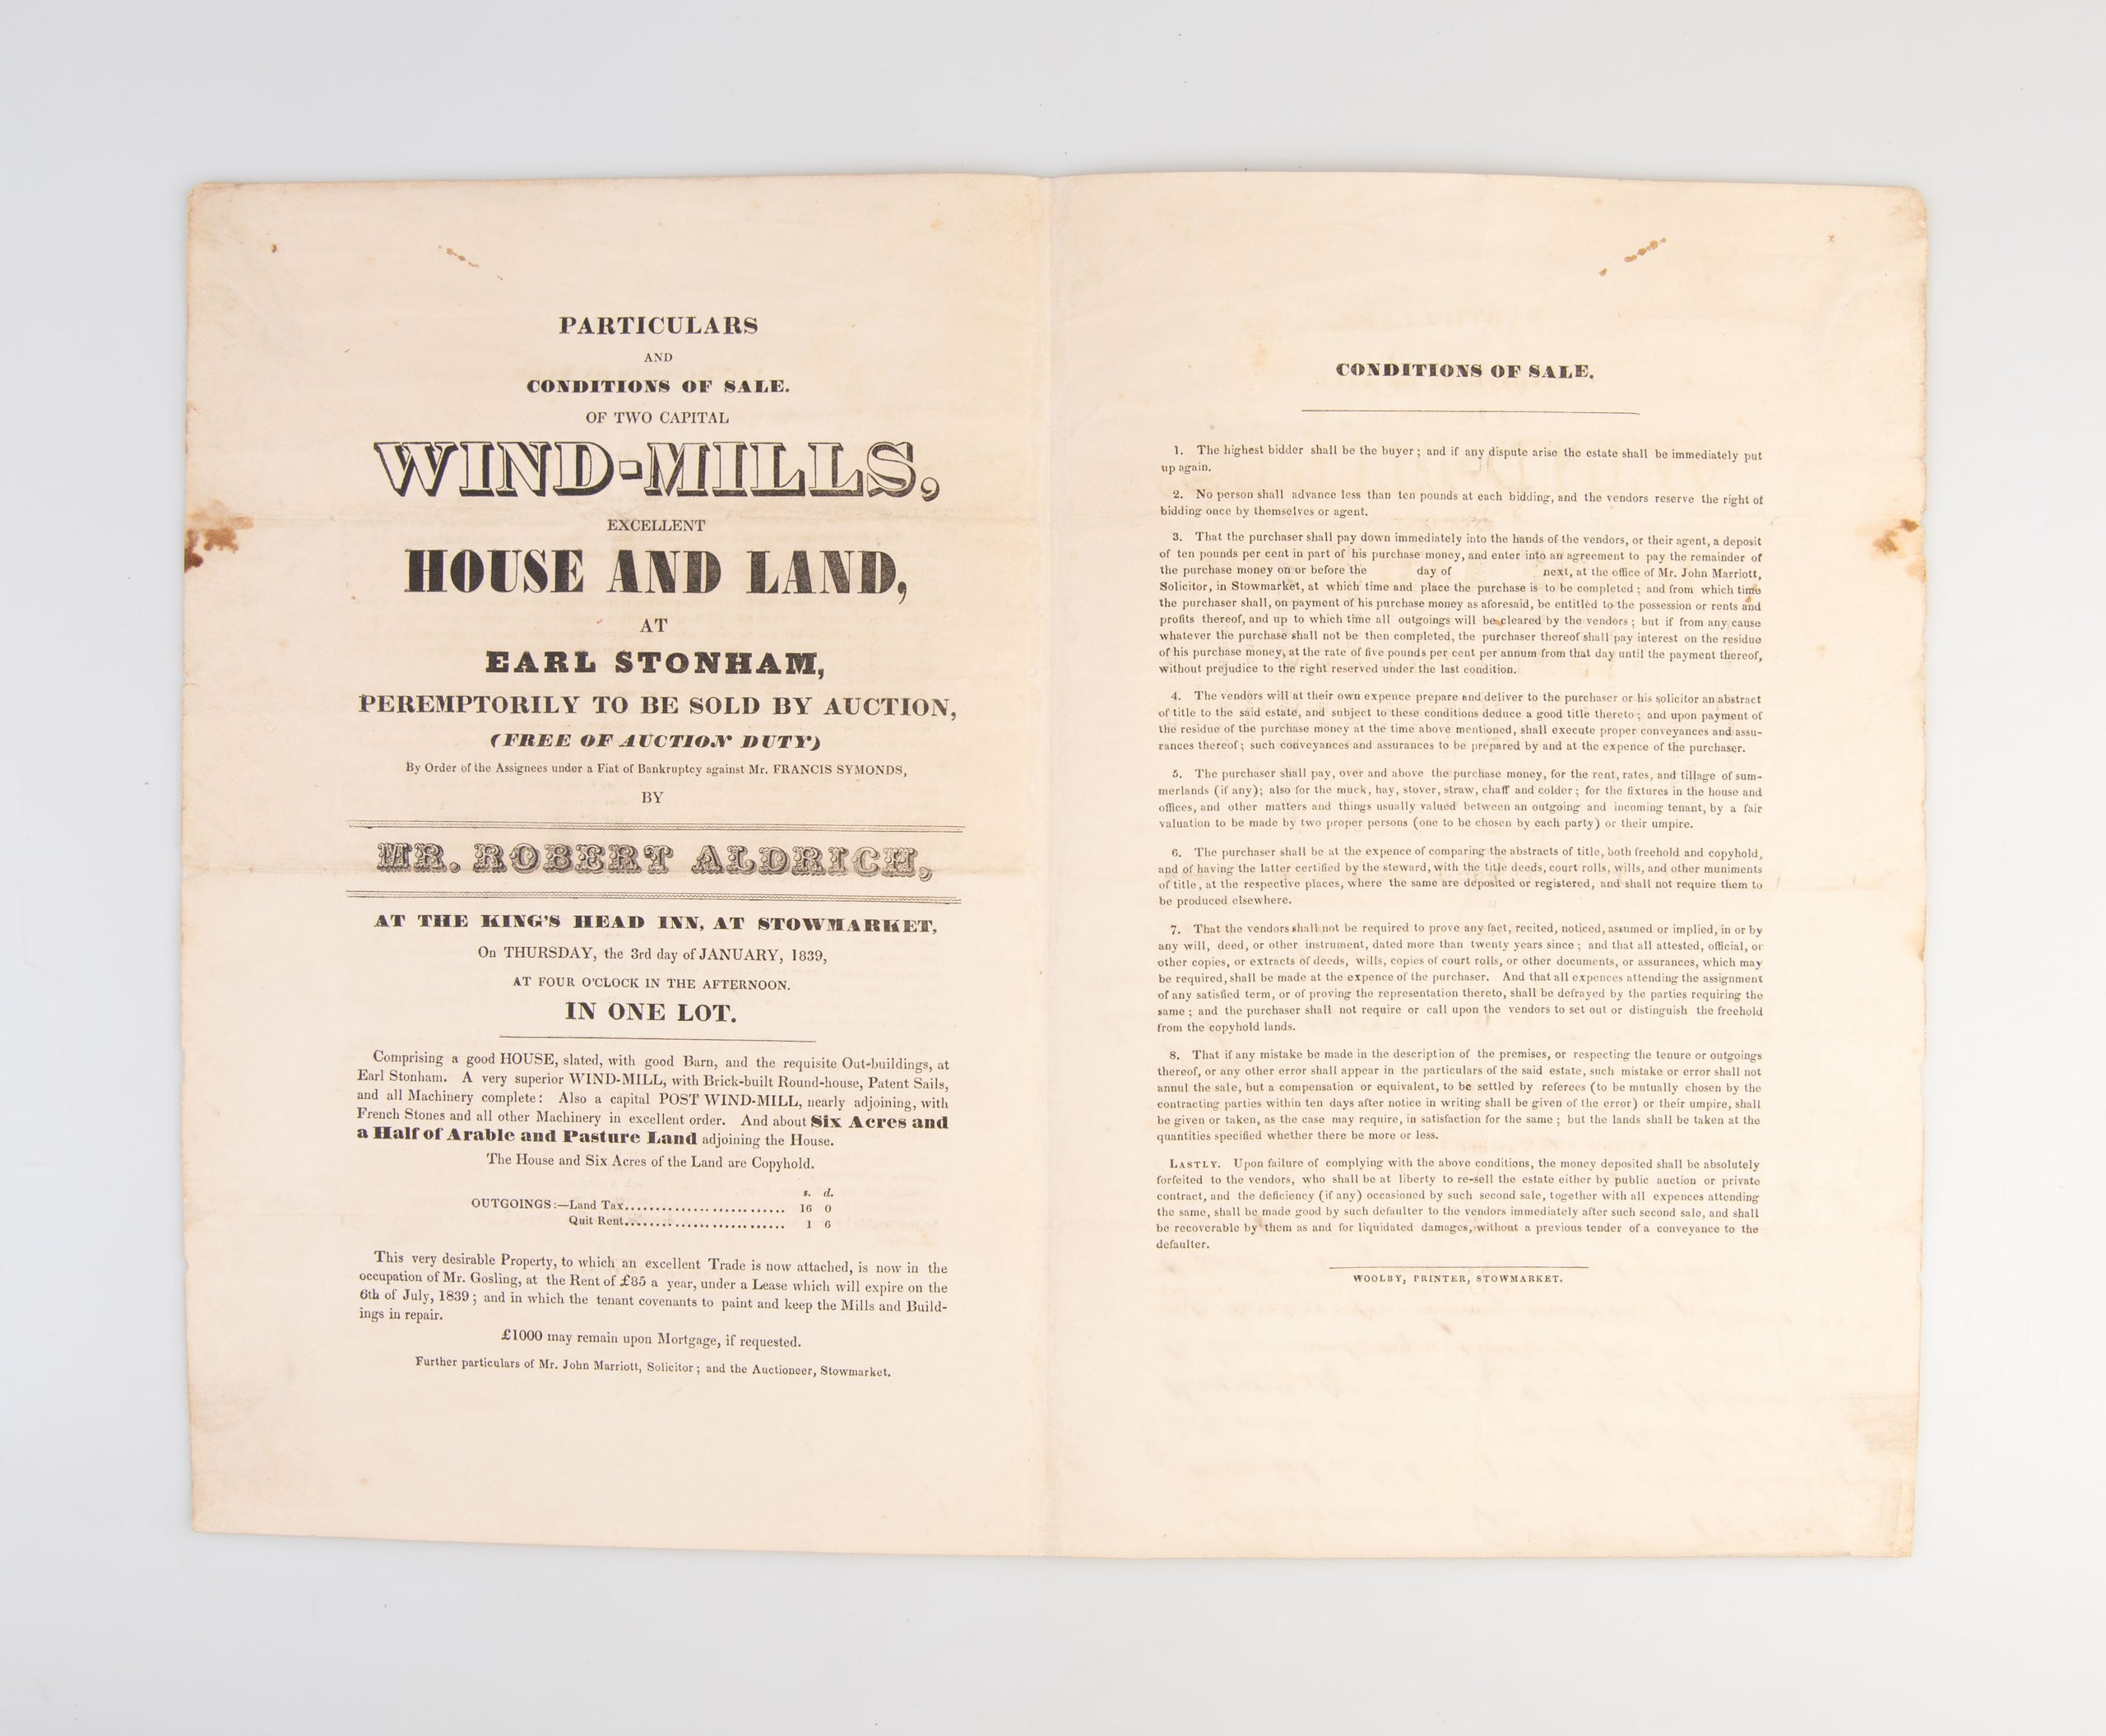 PARTICULARS
AND
CONDITIONS OF SALE.
OF TWO CAPITAL
WIND-MILLS,
EXCELLENT
HOUSE AND LAND,
AT
EARL STONHAM,
PEREMPTORILY TO BE SOLD BY AUCTION,
(FREE OF AUCTION DUTY)
By Order of the Assignees under a Fiat of Bankruptcy against Mr. FRANCIS SYMONDS,
BY
MR. ROBERT ALDRICH,
AT THE KING'S HEAD INN, AT STOWMARKET,
On THURSDAY, the 3rd day of JANUARY, 1839,
AT FOUR O'CLOCK IN THE AFTERNOON.
IN ONE LOT.
Comprising a good HOUSE, slated, with good Barn, and the requisite Out-buildings, at
Earl Stonham. A very superior WIND-MILL, with Brick-built Round-house, Patent Sails,
and all Machinery complete: Also a capital POST WIND-MILL, nearly adjoining, with
French Stones and all other Machinery in excellent order. And about Six Acres and
a Half of Arable and Pasture Land adjoining the House.
The House and Six Acres of the Land are Copyhold.
s. d.
OUTGOINGS:—Land Tax............................ 16 0
Quit Rent............................ 1 6
This very desirable Property, to which an excellent Trade is now attached, is now in the
occupation of Mr. Gosling, at the Rent of £85 a year, under a Lease which will expire on the
6th of July, 1839; and in which the tenant covenants to paint and keep the Mills and Build-
ings in repair.
£1000 may remain upon Mortgage, if requested.
Further particulars of Mr. John Marriott, Solicitor; and the Auctioneer, Stowmarket.
CONDITIONS OF SALE.
1. The highest bidder shall be the buyer; and if any dispute arise the estate shall be immediately put
up again.
2. No person shall advance less than ten pounds at each bidding, and the vendors reserve the right of
bidding once by themselves or agent.
3. That the purchaser shall pay down immediately into the hands of the vendors, or their agent, a deposit
of ten pounds per cent in part of his purchase money, and enter into an agreement to pay the remainder of
the purchase money on or before the day of next, at the office of Mr. John Marriott,
Solicitor, in Stowmarket, at which time and place the purchase is to be completed; and from which time
the purchaser shall, on payment of his purchase money as aforesaid, be entitled to the possession or rents and
profits thereof, and up to which time all outgoings will be cleared by the vendors; but if from any cause
whatever the purchase shall not be then completed, the purchaser thereof shall pay interest on the residue
of his purchase money, at the rate of five pounds per cent per annum from that day until the payment thereof,
without prejudice to the right reserved under the last condition.
4. The vendors will at their own expence prepare and deliver to the purchaser or his solicitor an abstract
of title to the said estate, and subject to these conditions deduce a good title thereto; and upon payment of
the residue of the purchase money at the time above mentioned, shall execute proper conveyances and assu-
rances thereof; such conveyances and assurances to be prepared by and at the expence of the purchaser.
5. The purchaser shall pay, over and above the purchase money, for the rent, rates, and tillage of sum-
merlands (if any); also for the muck, hay, stover, straw, chaff and colder; for the fixtures in the house and
offices, and other matters and things usually valued between an outgoing and incoming tenant, by a fair
valuation to be made by two proper persons (one to be chosen by each party) or their umpire.
6. The purchaser shall be at the expence of comparing the abstracts of title, both freehold and copyhold,
and of having the latter certified by the steward, with the title deeds, court rolls, wills, and other muniments
of title, at the respective places, where the same are deposited or registered, and shall not require them to
be produced elsewhere.
7. That the vendors shall not be required to prove any fact, recited, noticed, assumed or implied, in or by
any will, deed, or other instrument, dated more than twenty years since; and that all attested, official, or
other copies, or extracts of deeds, wills, copies of court rolls, or other documents, or assurances, which may
be required, shall be made at the expence of the purchaser. And that all expences attending the assignment
of any satisfied term, or of proving the representation thereto, shall be defrayed by the parties requiring the
same; and the purchaser shall not require or call upon the vendors to set out or distinguish the freehold
from the copyhold lands.
8. That if any mistake be made in the description of the premises, or respecting the tenure or outgoings
thereof, or any other error shall appear in the particulars of the said estate, such mistake or error shall not
annul the sale, but a compensation or equivalent, to be settled by referees (to be mutually chosen by the
contracting parties within ten days after notice in writing shall be given of the error) or their umpire, shall
be given or taken, as the case may require, in satisfaction for the same; but the lands shall be taken at the
quantities specified whether there be more or less.
LASTLY. Upon failure of complying with the above conditions, the money deposited shall be absolutely
forfeited to the vendors, who shall be at liberty to re-sell the estate either by public auction or private
contract, and the deficiency (if any) occasioned by such second sale, together with all expences attending
the same, shall be made good by such defaulter to the vendors immediately after such second sale, and shall
be recoverable by them as and for liquidated damages, without a previous tender of a conveyance to the
defaulter.
WOOLBY, PRINTER, STOWMARKET.